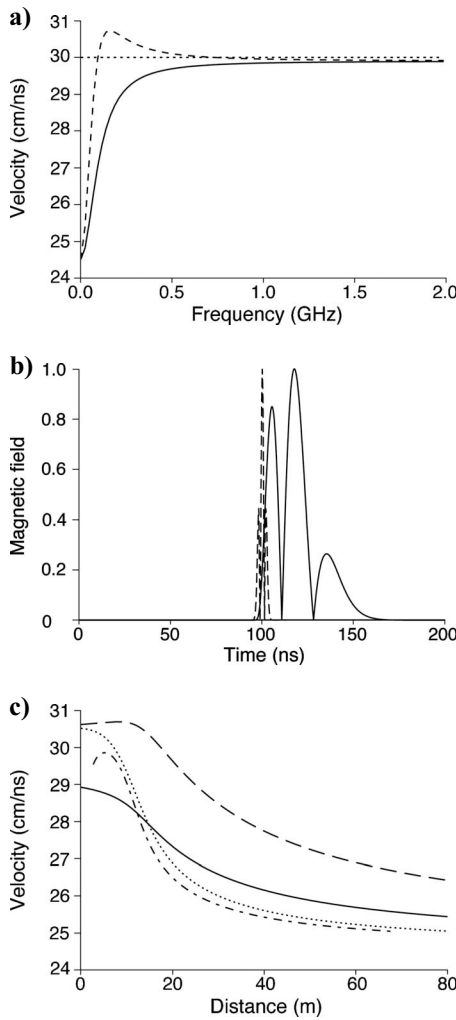 a)
31
30
29
28
27
26
25
24
Velocity (cm/ns)
0.0 0.5 1.0 1.5 2.0
Frequency (GHz)
b)
1.0
0.8
0.6
0.4
0.2
0
Magnetic field
0 50 100 150 200
Time (ns)
c)
31
30
29
28
27
26
25
24
Velocity (cm/ns)
0 20 40 60 80
Distance (m)